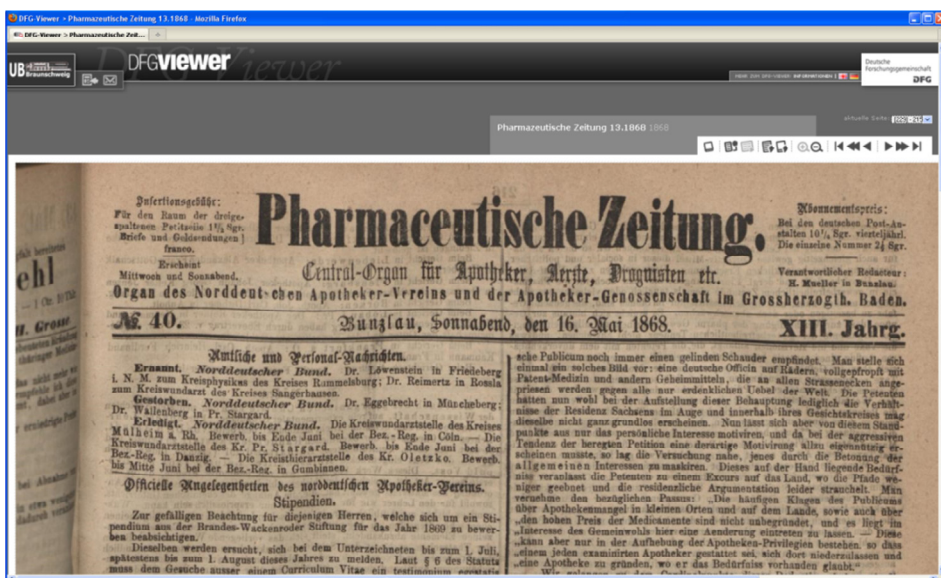 DFG-Viewer > Pharmazeutische Zeitung 13.1868 - Mozilla Firefox
DFG-Viewer > Pharmazeutische Zeit...
UB Braunschweig
DFG-Viewer
DFGviewer
Deutsche
Forschungsgemeinschaft
DFG
aktuelle Seite:
Pharmazeutische Zeitung 13.1868 1868
Insertionsgebühr:
Für den Raum der dreige-
spaltenen Petitzeile 1½ Sgr.
Briefe und Geldsendungen
franco.
Erscheint
Mittwoch und Sonnabend.
Pharmaceutische Zeitung.
Central-Organ für Apotheker, Aerzte, Droguisten etc.
Abonnementspreis:
Bei den deutschen Post-An-
stalten 10½ Sgr. vierteljährl.
Die einzelne Nummer 2½ Sgr.
Verantwortlicher Redacteur:
H. Mueller in Bunzlau.
Organ des Norddeutschen Apotheker-Vereins und der Apotheker-Genossenschaft im Grossherzogth. Baden.
№ 40.
Bunzlau, Sonnabend, den 16. Mai 1868.
XIII. Jahrg.
Amtliche und Personal-Nachrichten.
Ernannt. Norddeutscher Bund. Dr. Löwenstein in Friedeberg
i. N. M. zum Kreisphysikus des Kreises Rummelsburg; Dr. Reimertz in Rossla
zum Kreiswundarzt des Kreises Sangerhausen.
Gestorben. Norddeutscher Bund. Dr. Eggebrecht in Müncheberg;
Dr. Wallenberg in Pr. Stargard.
Erledigt. Norddeutscher Bund. Die Kreiswundarztstelle des Kreises
Mülheim a. Rh. Bewerb. bis Ende Juni bei der Bez.-Reg. in Cöln. — Die
Kreiswundarztstelle des Kr. Pr. Stargard. Bewerb. Ende Juni bei der
Bez.-Reg. in Danzig. — Die Kreisthierarztstelle des Kr. Oletzko. Bewerb.
bis Mitte Juni bei der Bez.-Reg. in Gumbinnen.
Officielle Angelegenheiten des norddeutschen Apotheker-Vereins.
Stipendien.
Zur gefälligen Beachtung für diejenigen Herren, welche sich um ein Sti-
pendium aus der Brandes-Wackenroder Stiftung für das Jahr 1869 zu bewer-
ben beabsichtigen.
Dieselben werden ersucht, sich bei dem Unterzeichneten bis zum 1. Juli,
spätestens bis zum 1. August dieses Jahres zu melden. Laut § 6 des Statuts
muss dem Gesuche ausser einem Curriculum Vitae ein testimonium
sche Publicum noch immer einen gelinden Schauder empfindet. Man stelle sich
einmal ein solches Bild vor: eine deutsche Officin auf Rädern, vollgepfropft mit
Patent-Medizin und andern Geheimmitteln, die an allen Strassenecken ange-
priesen werden gegen alle nur erdenklichen Uebel der Welt. Die Petenten
hatten nun wohl bei der Aufstellung dieser Behauptung lediglich die Verhält-
nisse der Residenz Sachsens im Auge und innerhalb ihres Gesichtskreises mag
dieselbe nicht ganz grundlos erscheinen. Nun lässt sich aber von diesem Stand-
punkte aus nur das persönliche Interesse motiviren, und da bei der aggressiven
Tendenz der beregten Petition eine derartige Motivirung allzu eigennützig er-
scheinen musste, so lag die Versuchung nahe, jenes durch die Betonung der
allgemeinen Interessen zu maskiren. Dieses auf der Hand liegende Bedürf-
niss veranlasst die Petenten zu einem Excurs auf das Land, wo die Pfade we-
niger geebnet und die residenzliche Argumentation leider strauchelt. Man
vernehme den bezüglichen Passus: „Die häufigen Klagen des Publicums
über Apothekenmangel in kleinen Orten und auf dem Lande, sowie auch über
„den hohen Preis der Medicamente sind nicht unbegründet, und es liegt im
„Interesse des Gemeinwohls hier eine Aenderung eintreten zu lassen. — Diese
„kann aber nur in der Aufhebung der Apotheken-Privilegien bestehen, so dass
„einem jeden examinirten Apotheker gestattet sei, sich dort niederzulassen und
„eine Apotheke zu gründen, wo er das Bedürfniss vorhanden glaubt.“